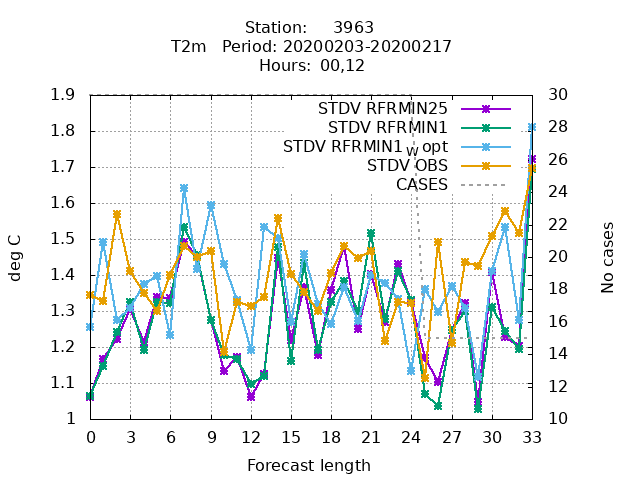 Station: 3963
T2m Period: 20200203-20200217
Hours: 00,12
1.9
1.8
1.7
1.6
1.5
1.4
1.3
1.2
1.1
1
30
28
26
24
22
20
18
16
14
12
10
STDV RFRMIN25
STDV RFRMIN1
STDV RFRMIN1_w opt
STDV OBS
CASES
deg C
No cases
0 3 6 9 12 15 18 21 24 27 30 33
Forecast length